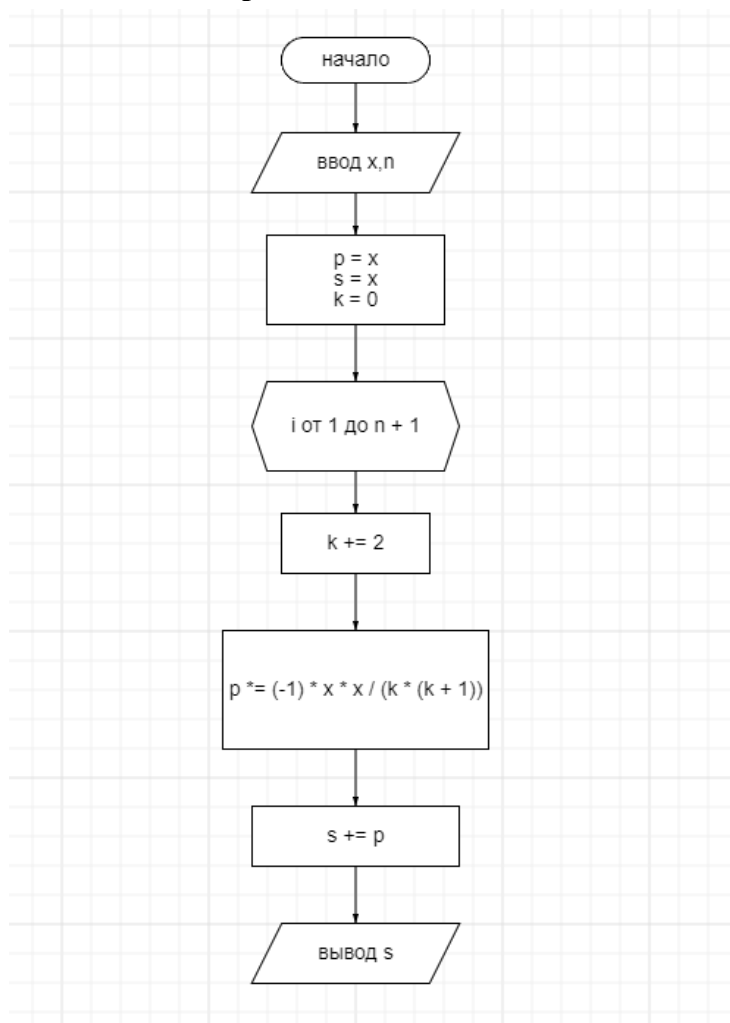 начало
ввод x,n
p = x
s = x
k = 0
i от 1 до n + 1
k += 2
p *= (-1) * x * x / (k * (k + 1))
s += p
вывод s